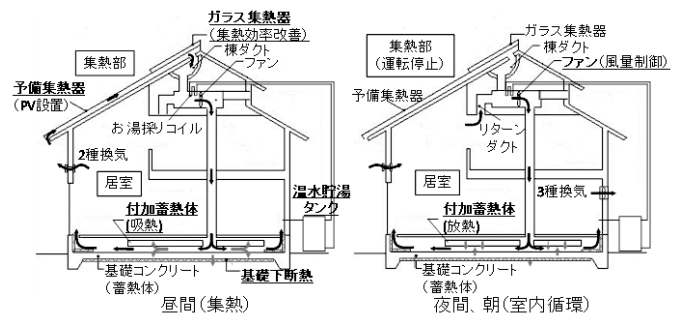 ガラス集熱器
(集熱効率改善)
棟ダクト
ファン
集熱部
予備集熱器
(PV設置)
お湯採りコイル
2種換気
居室
温水貯湯
タンク
付加蓄熱体
(吸熱)
基礎コンクリート
(蓄熱体)
基礎下断熱
昼間(集熱)
ガラス集熱器
棟ダクト
ファン(風量制御)
集熱部
(運転停止)
予備集熱器
リターン
ダクト
居室
3種換気
付加蓄熱体
(放熱)
基礎コンクリート
(蓄熱体)
夜間、朝(室内循環)